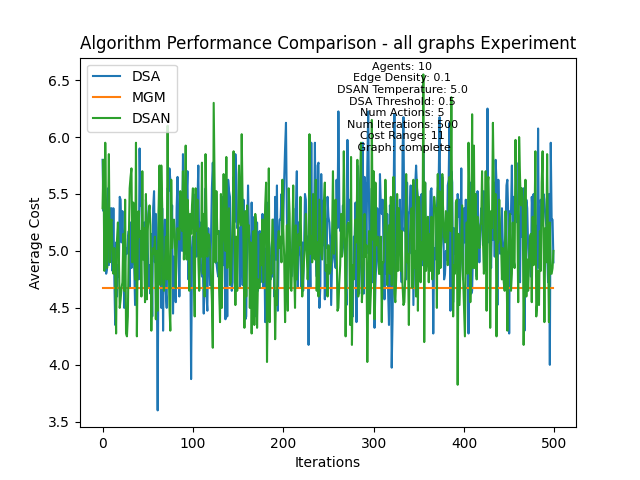 Algorithm Performance Comparison - all graphs Experiment
DSA
MGM
DSAN
Agents: 10
Edge Density: 0.1
DSAN Temperature: 5.0
DSA Threshold: 0.5
Num Actions: 5
Num Iterations: 500
Cost Range: 11
Graph: complete
Average Cost
6.5
6.0
5.5
5.0
4.5
4.0
3.5
0 100 200 300 400 500
Iterations